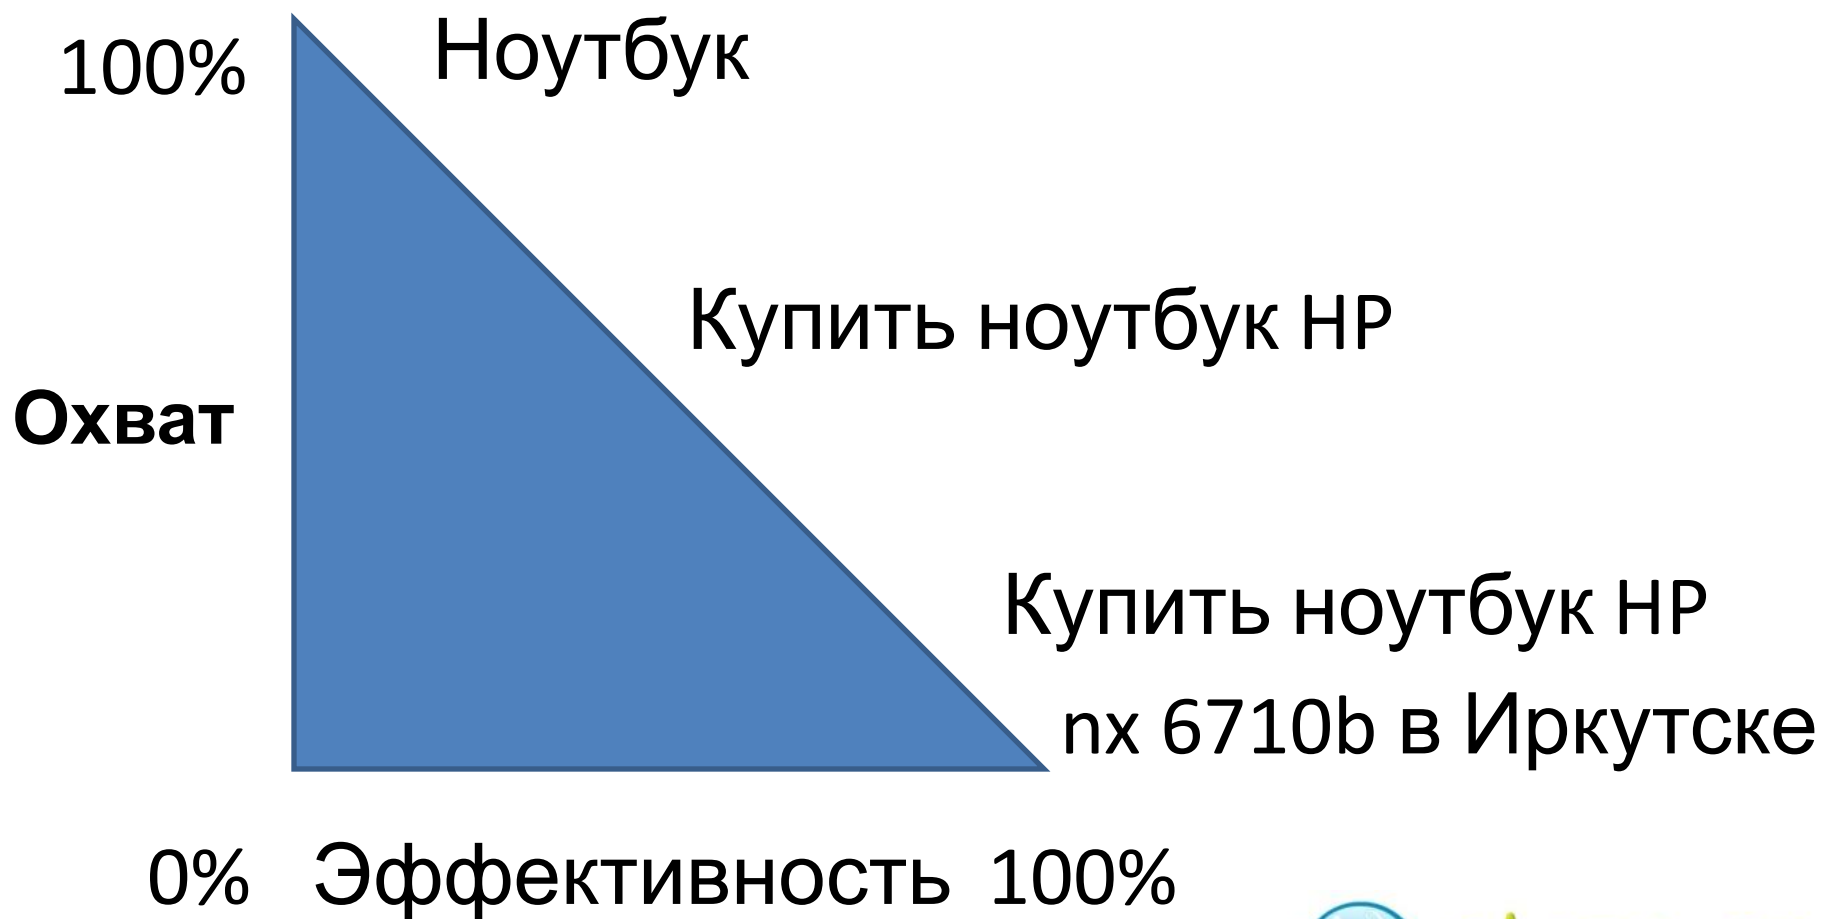 100%
Ноутбук
Купить ноутбук HP
Охват
Купить ноутбук HP
nx 6710b в Иркутске
0% Эффективность 100%